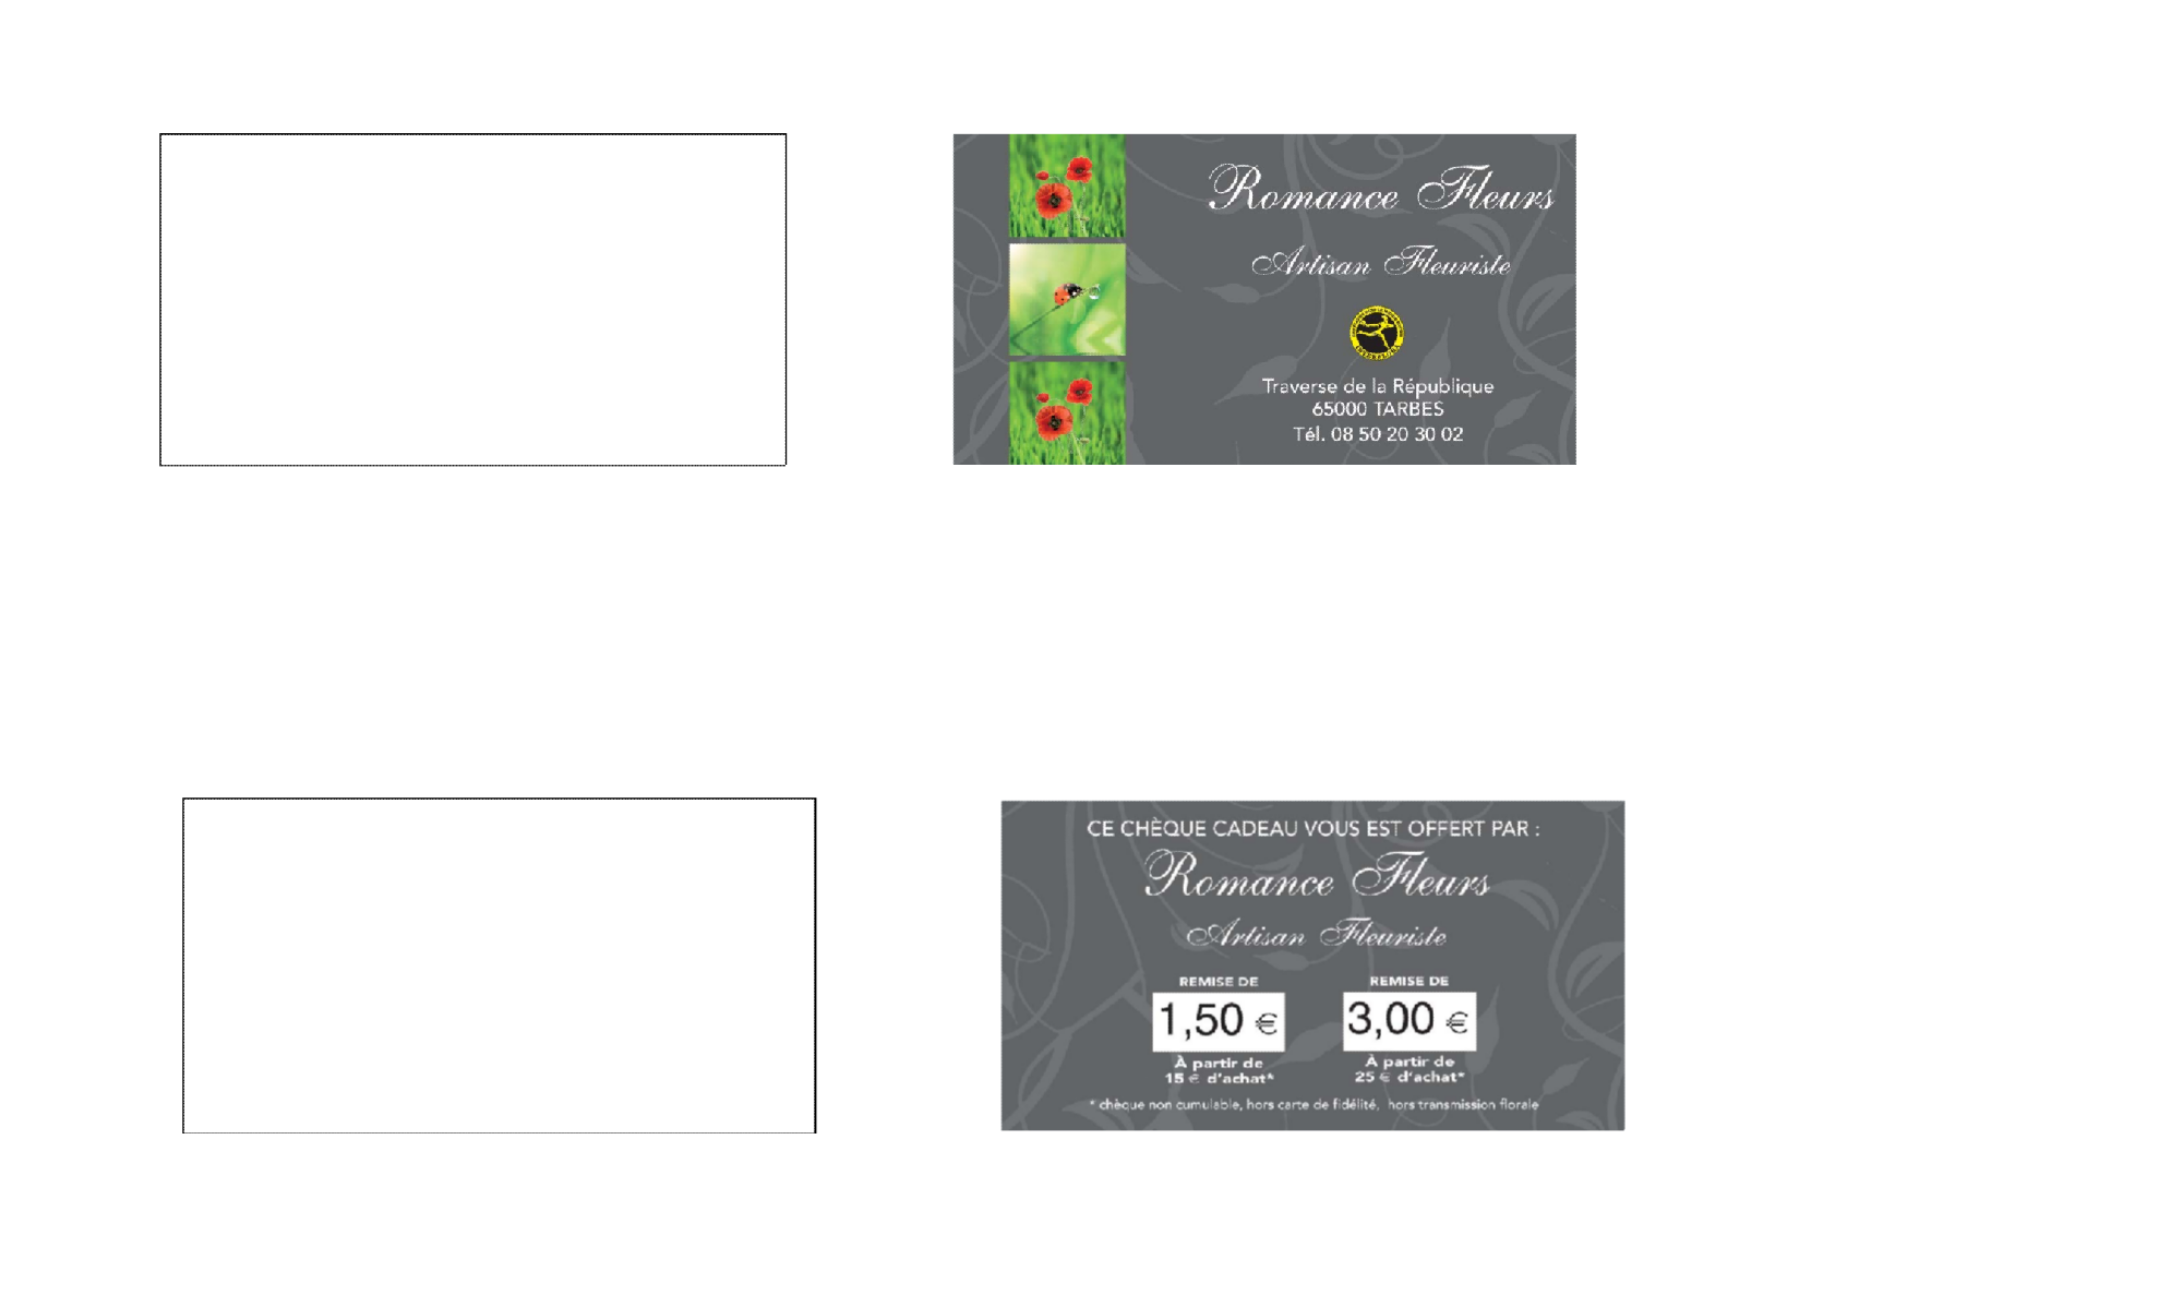 Romance Fleurs
Artisan Fleuriste
Traverse de la République
65000 TARBES
Tél. 08 50 20 30 02
CE CHÈQUE CADEAU VOUS EST OFFERT PAR :
Romance Fleurs
Artisan Fleuriste
REMISE DE
1,50 €
À partir de
15 € d'achat*
REMISE DE
3,00 €
À partir de
25 € d'achat*
* chèque non cumulable, hors carte de fidélité, hors transmission florale